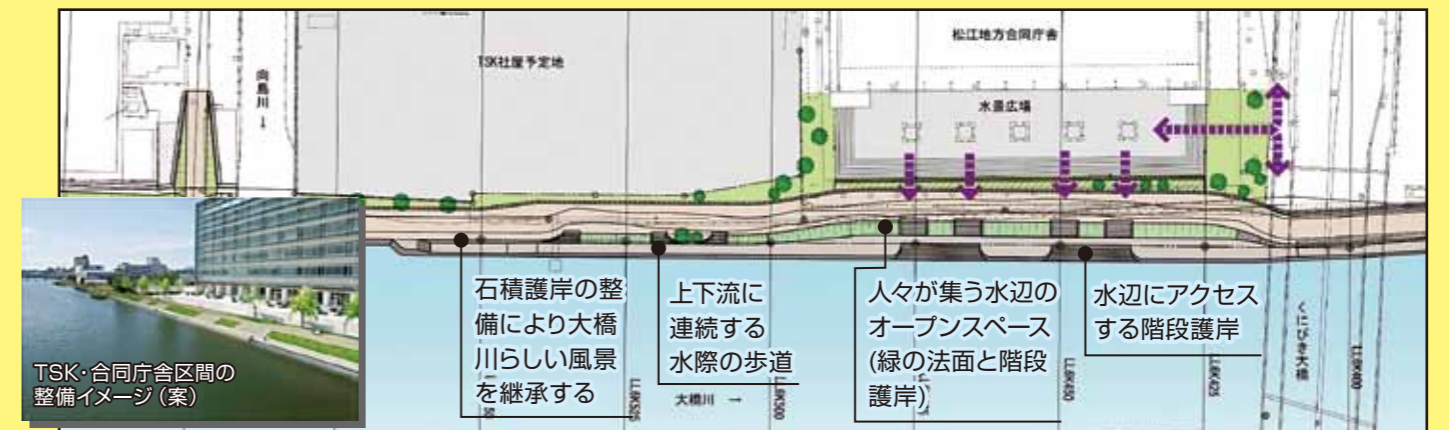 松江地方合同庁舎
TSK社屋予定地
向島川
↓
水景広場
石積護岸の整
備により大橋
川らしい風景
を継承する
上下流に
連続する
水際の歩道
人々が集う水辺の
オープンスペース
(緑の法面と階段
護岸)
水辺にアクセス
する階段護岸
くにびき大橋
TSK・合同庁舎区間の
整備イメージ(案)
大橋川 →
LL6K525
LL6K500
LL6K450
LL6K425
LL6K400